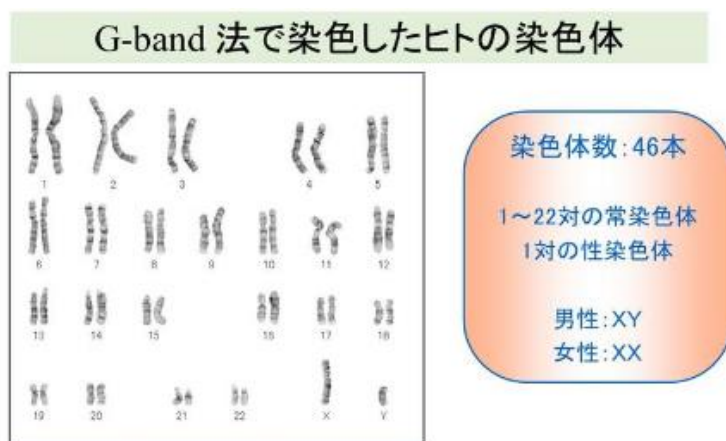 G-band 法で染色したヒトの染色体
1 2 3 4 5
6 7 8 9 10 11 12
13 14 15 16 17 18
19 20 21 22 X Y
染色体数:46本
1～22対の常染色体
1対の性染色体
男性:XY
女性:XX